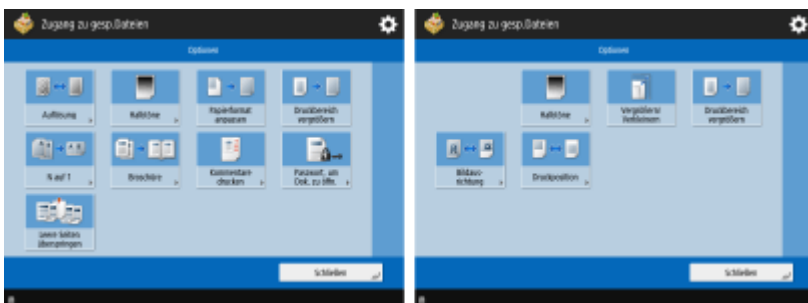 Zugang zu gesp.Dateien
Optionen
Auflösung
Halbtöne
Papierformat
anpassen
Druckbereich
vergrößern
N auf 1
Broschüre
Kommentare
drucken
Passwort, um
Dok. zu öffn.
Leere Seiten
überspringen
Schließen
Zugang zu gesp.Dateien
Optionen
Halbtöne
Vergrößern/
Verkleinern
Druckbereich
vergrößern
Bildaus-
richtung
Druckposition
Schließen